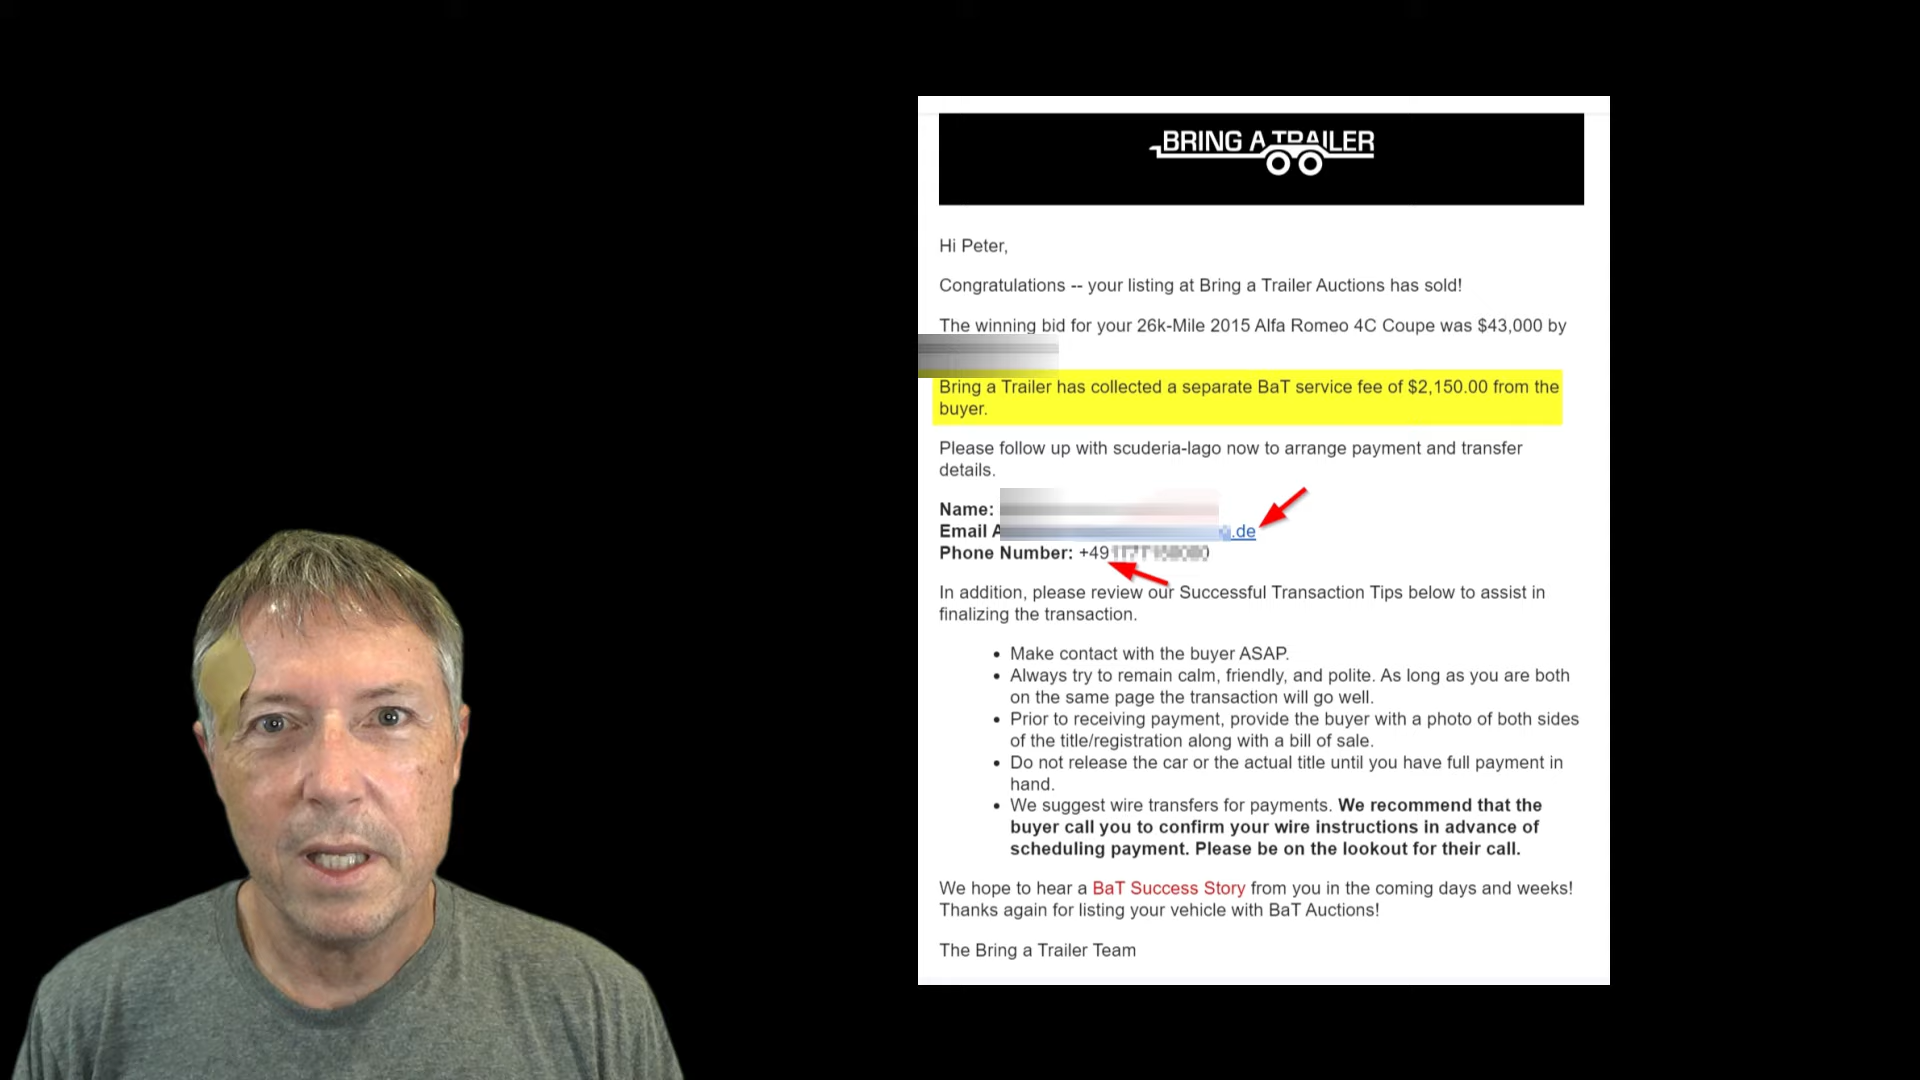 BRING A TRAILER
Hi Peter,
Congratulations -- your listing at Bring a Trailer Auctions has sold!
The winning bid for your 26k-Mile 2015 Alfa Romeo 4C Coupe was $43,000 by
Bring a Trailer has collected a separate BaT service fee of $2,150.00 from the
buyer.
Please follow up with scuderia-lago now to arrange payment and transfer
details.
Name:
Email A .de
Phone Number: +49
In addition, please review our Successful Transaction Tips below to assist in
finalizing the transaction.
• Make contact with the buyer ASAP.
• Always try to remain calm, friendly, and polite. As long as you are both
on the same page the transaction will go well.
• Prior to receiving payment, provide the buyer with a photo of both sides
of the title/registration along with a bill of sale.
• Do not release the car or the actual title until you have full payment in
hand.
• We suggest wire transfers for payments. We recommend that the
buyer call you to confirm your wire instructions in advance of
scheduling payment. Please be on the lookout for their call.
We hope to hear a BaT Success Story from you in the coming days and weeks!
Thanks again for listing your vehicle with BaT Auctions!
The Bring a Trailer Team